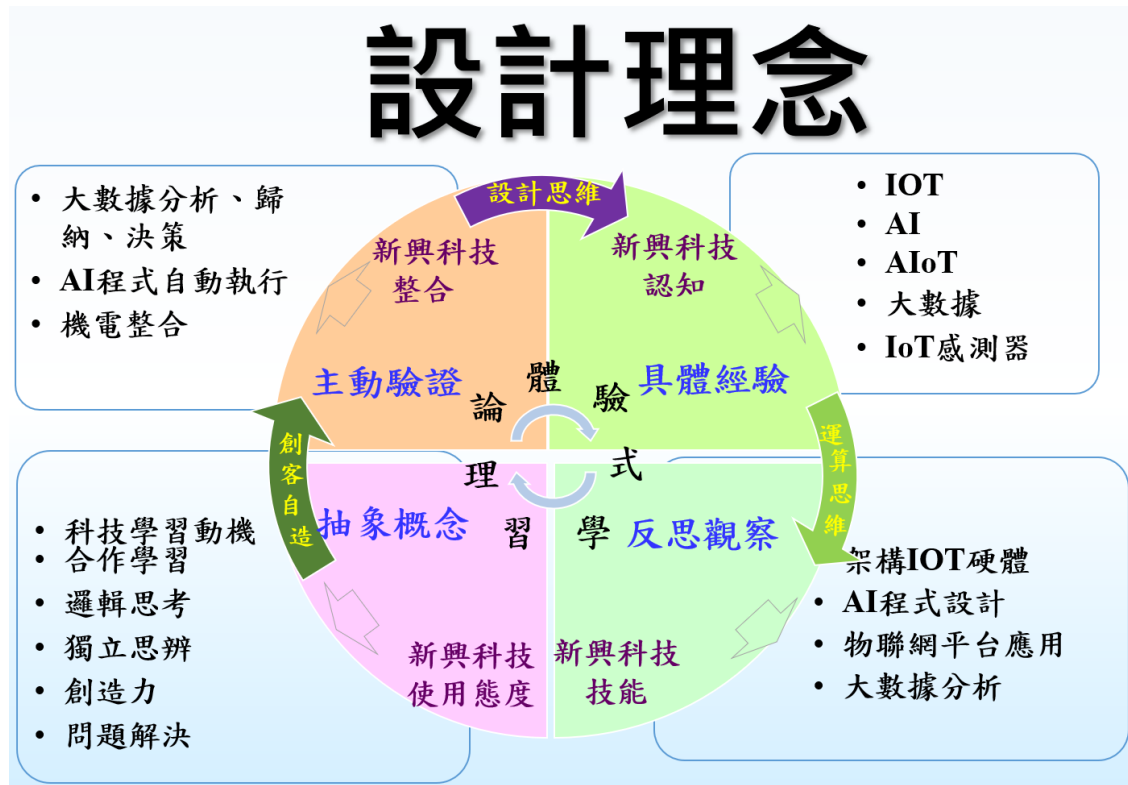 設計理念
• 大數據分析、歸
納、決策
• AI程式自動執行
• 機電整合
設計思維
• IOT
• AI
• AIoT
• 大數據
• IoT感測器
新興科技
整合
新興科技
認知
主動驗證
具體經驗
體驗式學習理論
創客自造
運算思維
抽象概念
反思觀察
• 科技學習動機
• 合作學習
• 邏輯思考
• 獨立思辨
• 創造力
• 問題解決
新興科技
使用態度
新興科技
技能
架構IOT硬體
• AI程式設計
• 物聯網平台應用
• 大數據分析